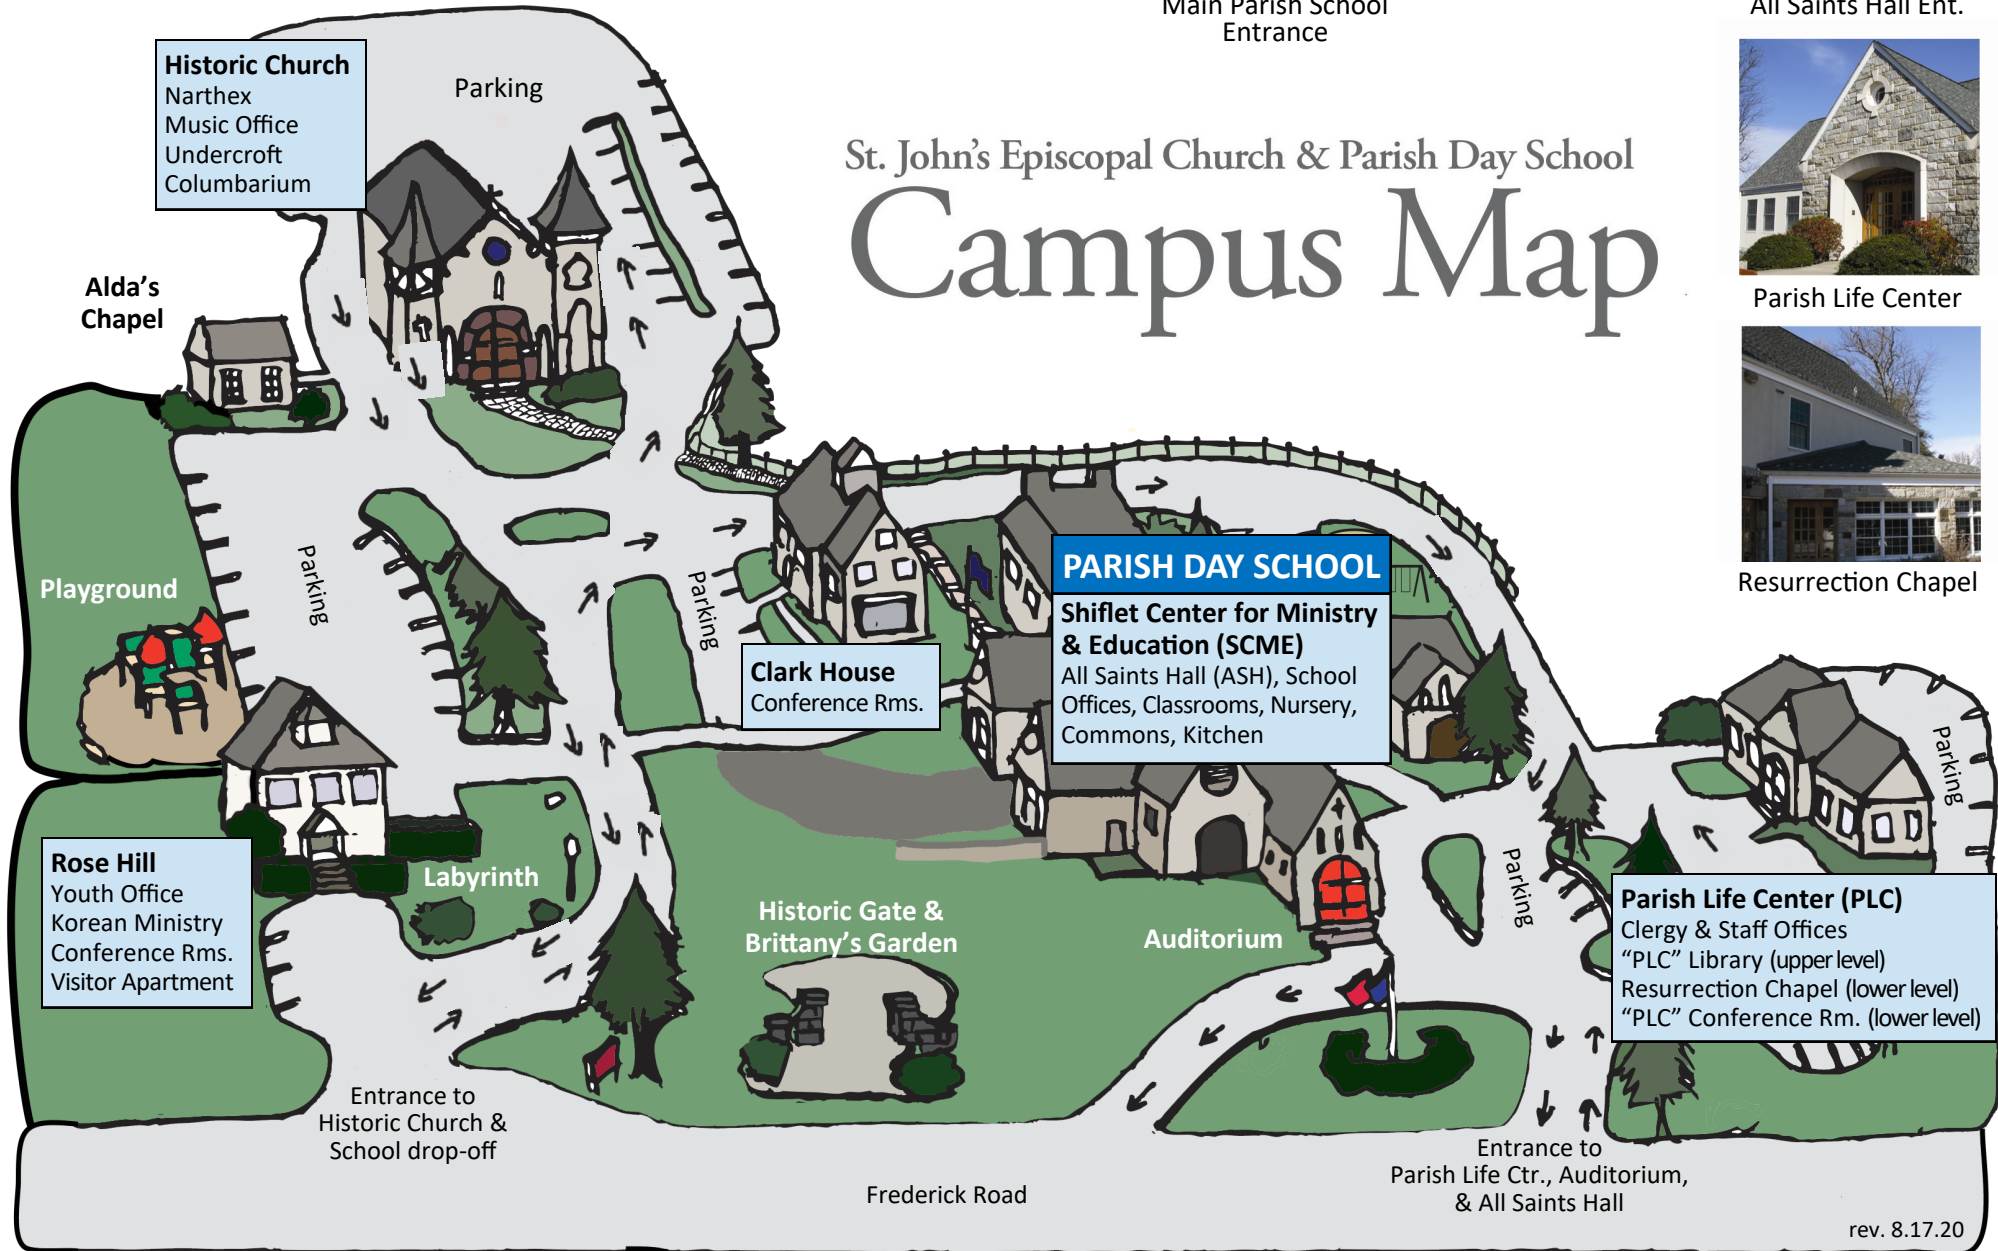 Main Parish School
Entrance
All Saints Hall Ent.
Historic Church
Narthex
Music Office
Undercroft
Columbarium
Parking
St. John's Episcopal Church & Parish Day School
Campus Map
Parish Life Center
Alda's
Chapel
Resurrection Chapel
Playground
Parking
Parking
PARISH DAY SCHOOL
Shiflet Center for Ministry
& Education (SCME)
All Saints Hall (ASH), School
Offices, Classrooms, Nursery,
Commons, Kitchen
Clark House
Conference Rms.
Parking
Rose Hill
Youth Office
Korean Ministry
Conference Rms.
Visitor Apartment
Labyrinth
Historic Gate &
Brittany's Garden
Auditorium
Parking
Parish Life Center (PLC)
Clergy & Staff Offices
“PLC” Library (upper level)
Resurrection Chapel (lower level)
“PLC” Conference Rm. (lower level)
Entrance to
Historic Church &
School drop-off
Frederick Road
Entrance to
Parish Life Ctr., Auditorium,
& All Saints Hall
rev. 8.17.20